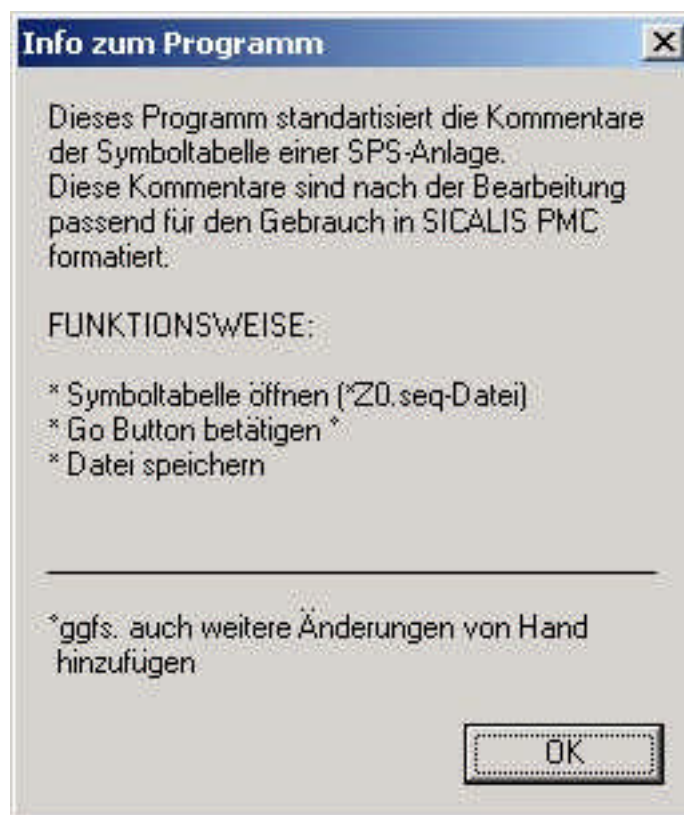 Info zum Programm
Dieses Programm standartisiert die Kommentare
der Symboltabelle einer SPS-Anlage.
Diese Kommentare sind nach der Bearbeitung
passend für den Gebrauch in SICALIS PMC
formatiert.
FUNKTIONSWEISE:
* Symboltabelle öffnen (*Z0.seq-Datei)
* Go Button betätigen *
* Datei speichern
*ggfs. auch weitere Änderungen von Hand
hinzufügen
OK